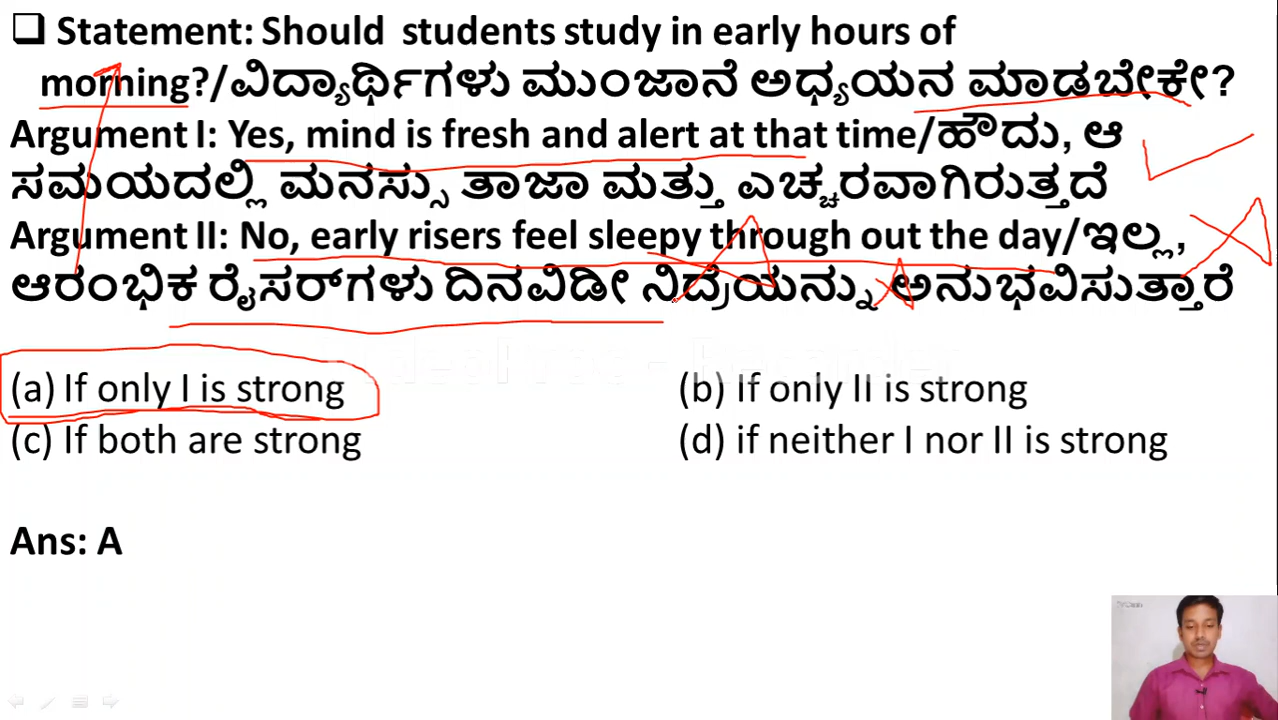 ❑ Statement: Should students study in early hours of
morning?/ವಿದ್ಯಾರ್ಥಿಗಳು ಮುಂಜಾನೆ ಅಧ್ಯಯನ ಮಾಡಬೇಕೇ?
Argument I: Yes, mind is fresh and alert at that time/ಹೌದು, ಆ
ಸಮಯದಲ್ಲಿ ಮನಸ್ಸು ತಾಜಾ ಮತ್ತು ಎಚ್ಚರವಾಗಿರುತ್ತದೆ
Argument II: No, early risers feel sleepy through out the day/ಇಲ್ಲ,
ಆರಂಭಿಕ ರೈಸರ್‌ಗಳು ದಿನವಿಡೀ ನಿದ್ರೆಯನ್ನು ಅನುಭವಿಸುತ್ತಾರೆ
(a) If only I is strong (b) If only II is strong
(c) If both are strong (d) if neither I nor II is strong
Ans: A